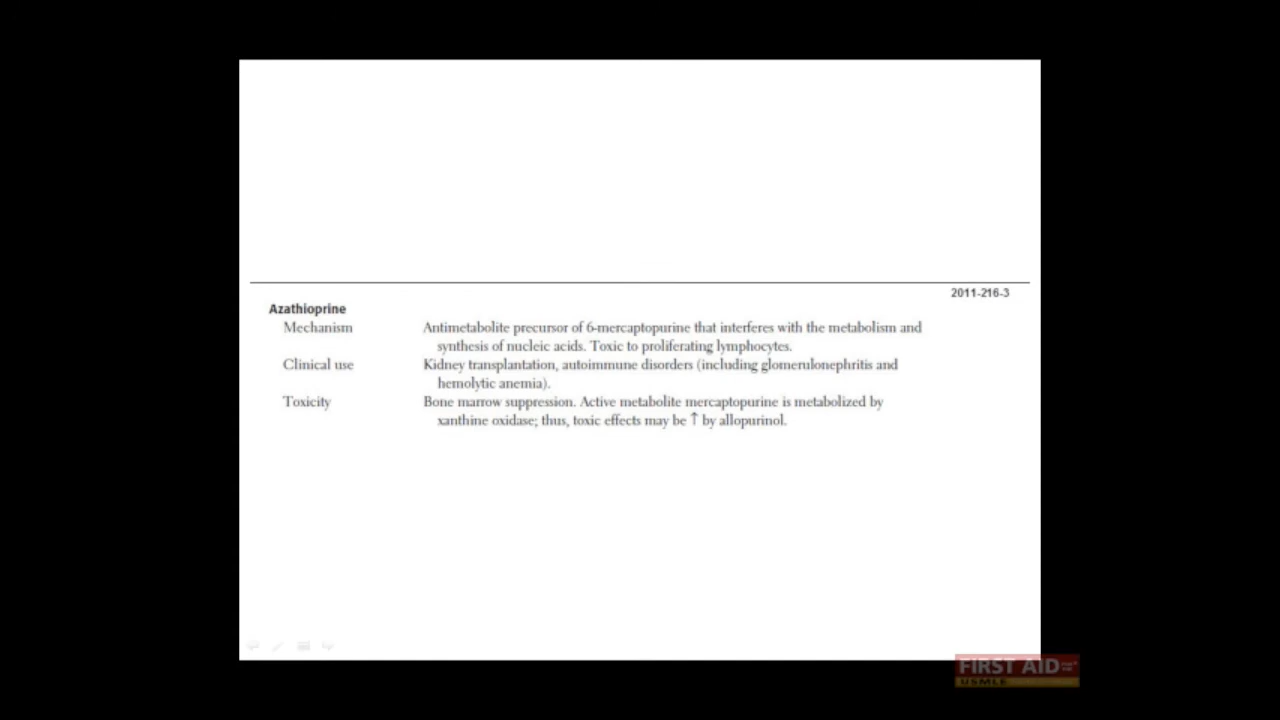 2011-216-3
Azathioprine
Mechanism Antimetabolite precursor of 6-mercaptopurine that interferes with the metabolism and
synthesis of nucleic acids. Toxic to proliferating lymphocytes.
Clinical use Kidney transplantation, autoimmune disorders (including glomerulonephritis and
hemolytic anemia).
Toxicity Bone marrow suppression. Active metabolite mercaptopurine is metabolized by
xanthine oxidase; thus, toxic effects may be ↑ by allopurinol.
FIRST AID
USMLE